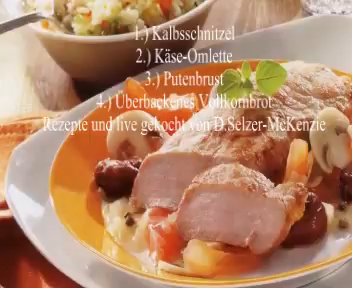 1.) Kalbsschnitzel
2.) Käse-Omlette
3.) Putenbrust
4.) Überbackenes Vollkornbrot
Rezepte und live gekocht von D.Selzer-McKenzie